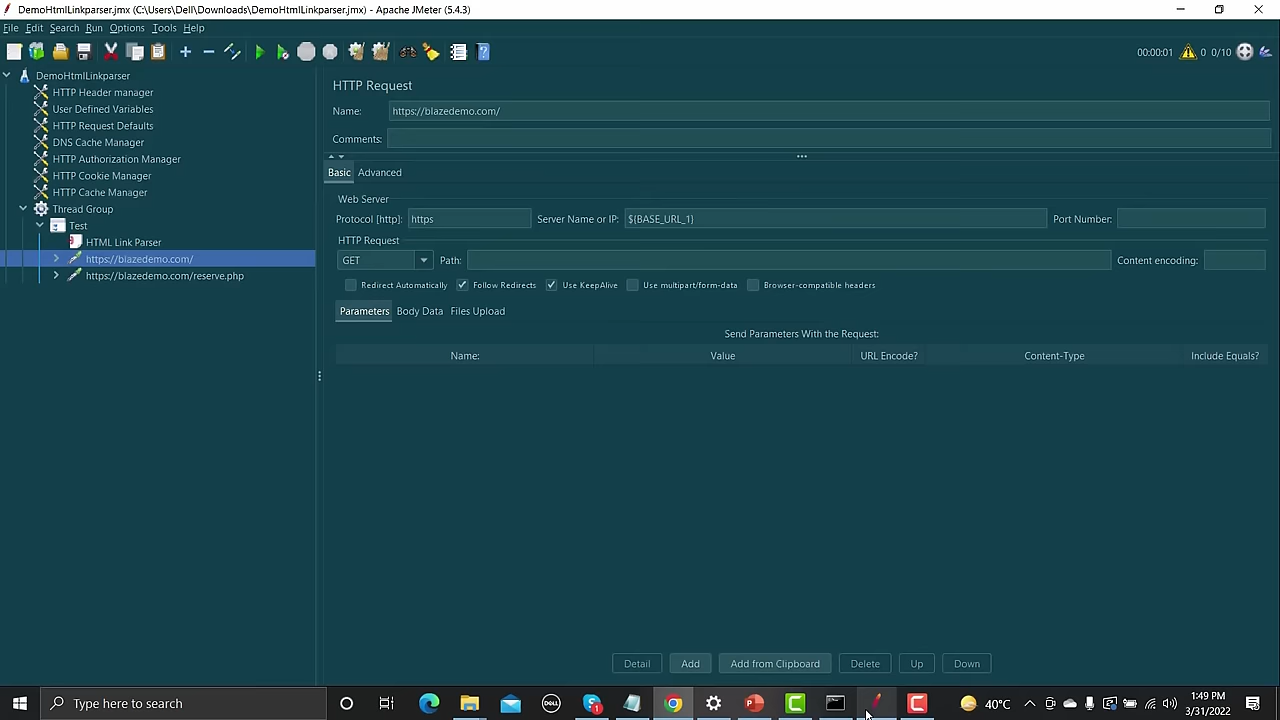 DemoHtmlLinkparser.jmx (C:\Users\Dell\Downloads\DemoHtmlLinkparser.jmx) - Apache JMeter (5.4.3)
File Edit Search Run Options Tools Help
00:00:01 0 0/10
DemoHtmlLinkparser
HTTP Header manager
User Defined Variables
HTTP Request Defaults
DNS Cache Manager
HTTP Authorization Manager
HTTP Cookie Manager
HTTP Cache Manager
Thread Group
Test
HTML Link Parser
https://blazedemo.com/
https://blazedemo.com/reserve.php
HTTP Request
Name: https://blazedemo.com/
Comments:
Basic Advanced
Web Server
Protocol [http]: https Server Name or IP: ${BASE_URL_1} Port Number:
HTTP Request
GET Path: Content encoding:
Redirect Automatically Follow Redirects Use KeepAlive Use multipart/form-data Browser-compatible headers
Parameters Body Data Files Upload
Send Parameters With the Request:
Name: Value URL Encode? Content-Type Include Equals?
Detail Add Add from Clipboard Delete Up Down
Type here to search
DELL
1
40°C
1:49 PM
3/31/2022